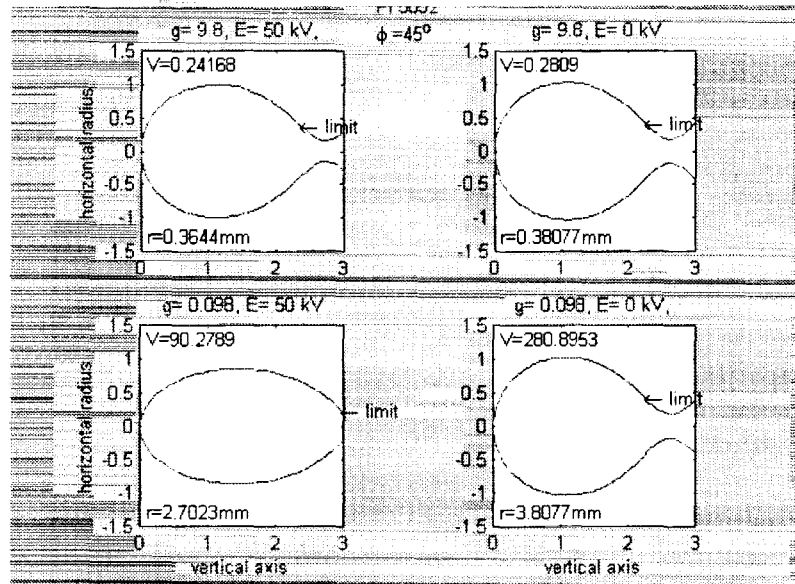 g= 9.8, E= 50 kV,
ϕ =45º
g= 9.8, E= 0 kV
V=0.24168
limit
r=0.3644mm
horizontal radius
1.5
1
0.5
0
-0.5
-1
-1.5
0 1 2 3
V=0.2809
limit
r=0.38077mm
1.5
1
0.5
0
-0.5
-1
-1.5
0 1 2 3
g= 0.098, E= 50 kV
g= 0.098, E= 0 kV,
V=90.2789
limit
r=2.7023mm
horizontal radius
1.5
1
0.5
0
-0.5
-1
-1.5
0 1 2 3
vertical axis
V=280.8953
limit
r=3.8077mm
1.5
1
0.5
0
-0.5
-1
-1.5
0 1 2 3
vertical axis